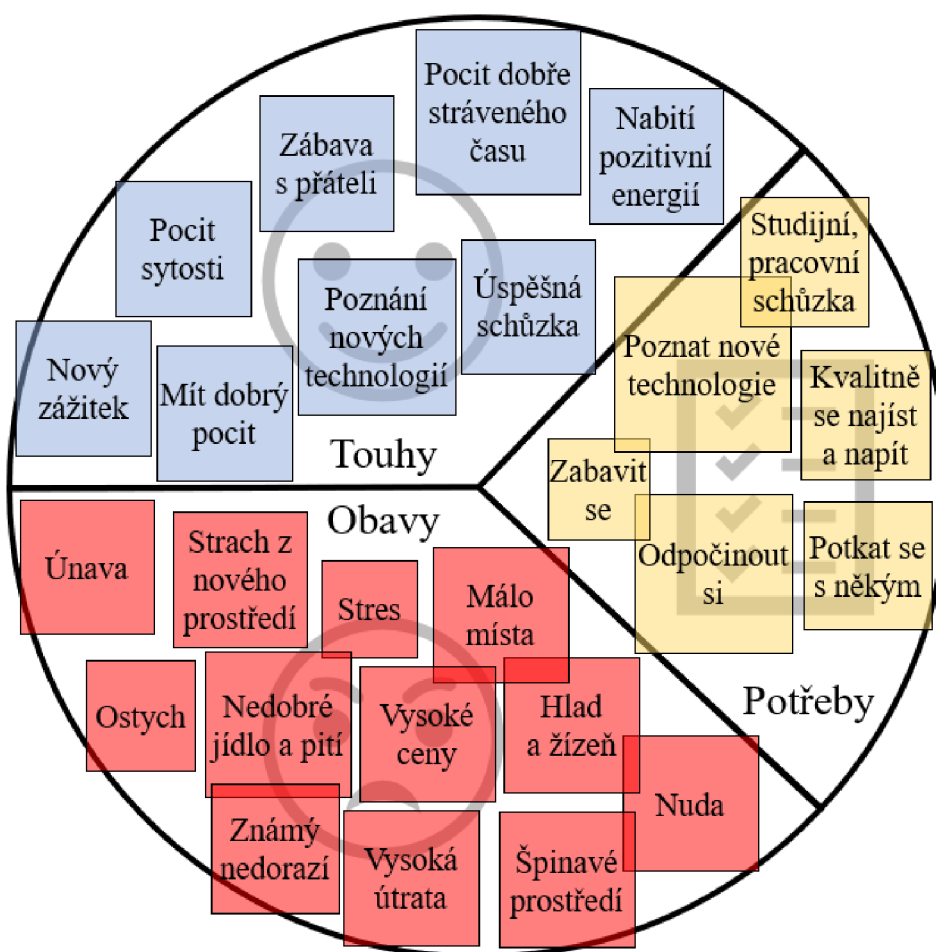 Pocit dobře
stráveného
času
Nabití
pozitivní
energií
Zábava
s přáteli
Pocit
sytosti
Úspěšná
schůzka
Poznání
nových
technologií
Nový
zážitek
Mít dobrý
pocit
Touhy
Studijní,
pracovní
schůzka
Poznat nové
technologie
Kvalitně
se najíst
a napít
Zabavit
se
Odpočinout
si
Potkat se
s někým
Potřeby
Obavy
Únava
Strach z
nového
prostředí
Stres
Málo
místa
Ostych
Nedobré
jídlo a pití
Vysoké
ceny
Hlad
a žízeň
Nuda
Známý
nedorazí
Vysoká
útrata
Špinavé
prostředí